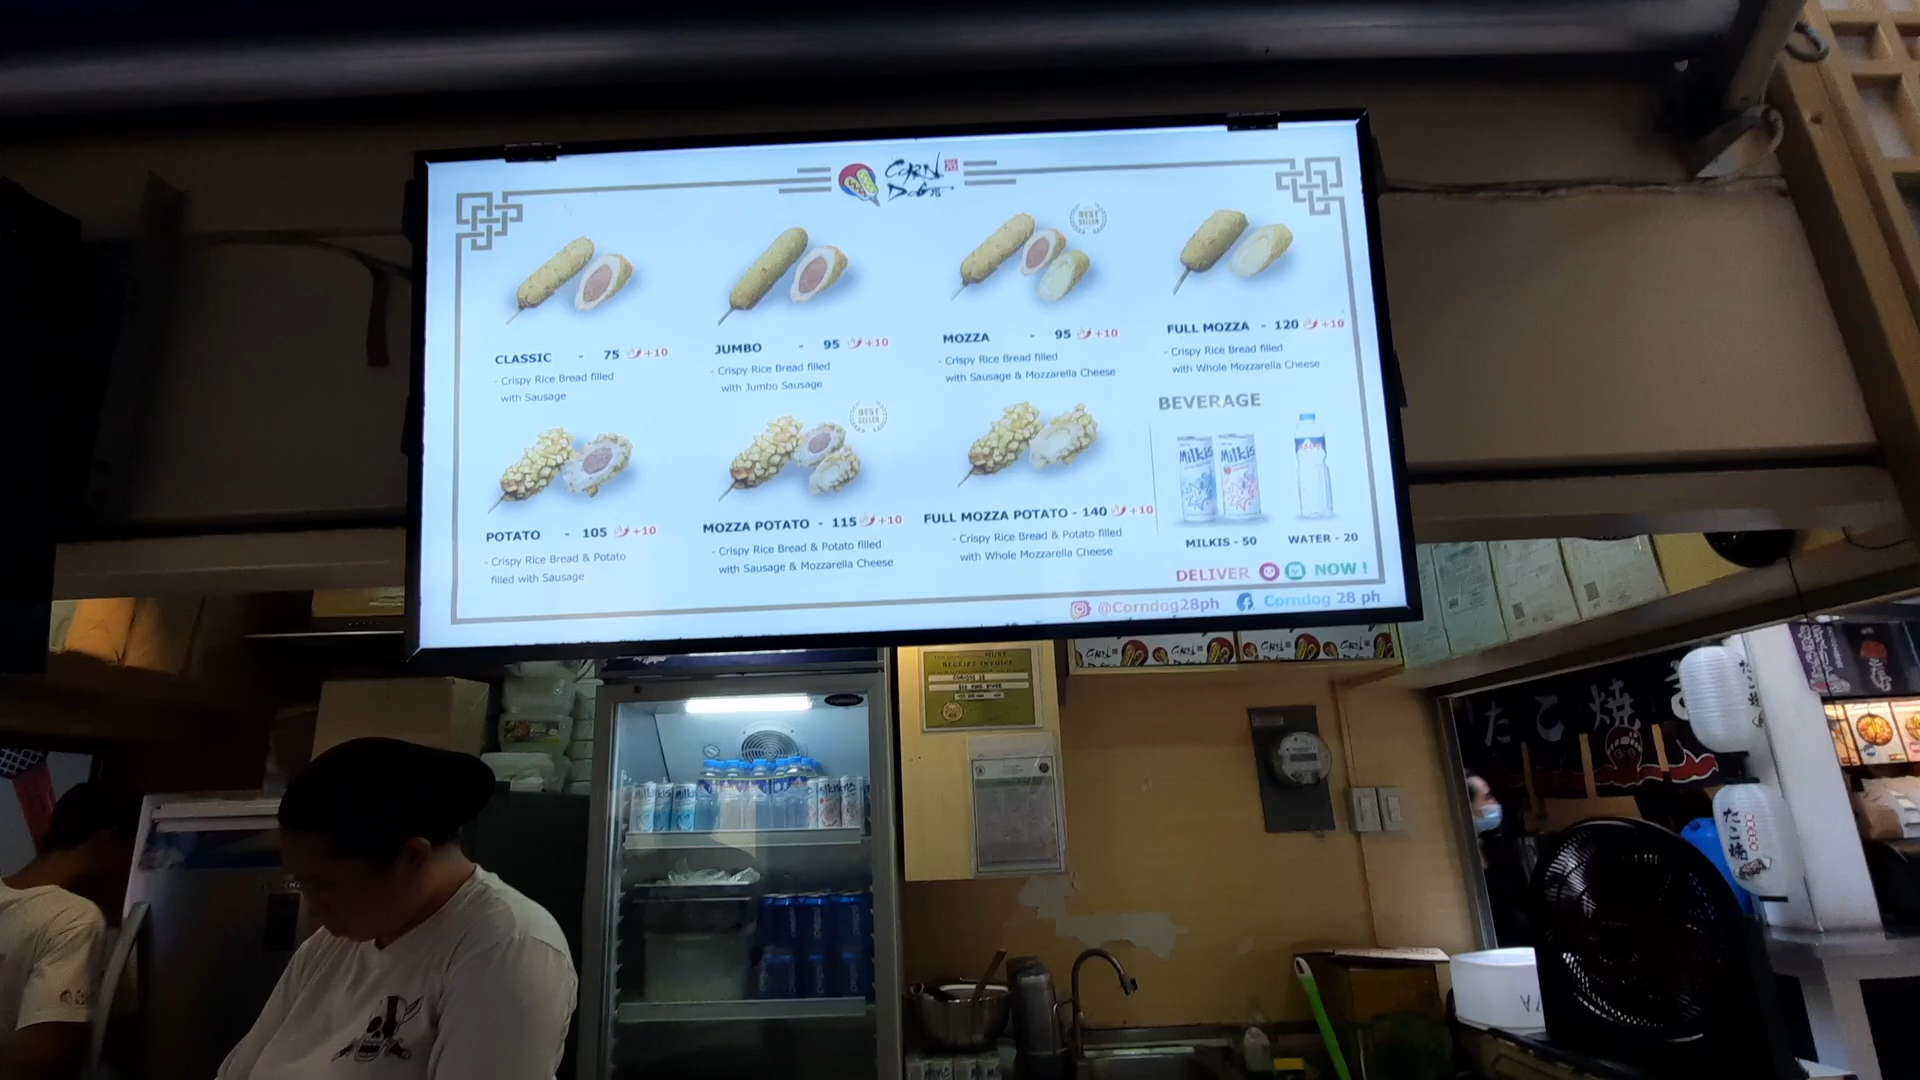 CORN
DOGS
BEST
SELLER
CLASSIC - 75 +10
- Crispy Rice Bread filled
with Sausage
JUMBO - 95 +10
- Crispy Rice Bread filled
with Jumbo Sausage
MOZZA - 95 +10
- Crispy Rice Bread filled
with Sausage & Mozzarella Cheese
FULL MOZZA - 120 +10
- Crispy Rice Bread filled
with Whole Mozzarella Cheese
BEST
SELLER
POTATO - 105 +10
- Crispy Rice Bread & Potato
filled with Sausage
MOZZA POTATO - 115 +10
- Crispy Rice Bread & Potato filled
with Sausage & Mozzarella Cheese
FULL MOZZA POTATO - 140 +10
- Crispy Rice Bread & Potato filled
with Whole Mozzarella Cheese
BEVERAGE
Milkis
Milkis
MILKIS - 50
WATER - 20
DELIVER NOW !
@Corndog28ph
Corndog 28 ph
RECEIPT/INVOICE
たこ焼き
たこ焼